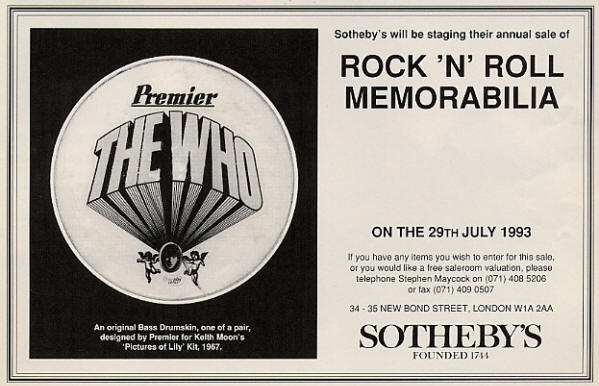 Premier
THE WHO
An original Bass Drumskin, one of a pair,
designed by Premier for Keith Moon's
'Pictures of Lily' Kit, 1967.
Sotheby's will be staging their annual sale of
ROCK 'N' ROLL
MEMORABILIA
ON THE 29TH JULY 1993
If you have any items you wish to enter for this sale,
or you would like a free saleroom valuation, please
telephone Stephen Maycock on (071) 408 5206
or fax (071) 409 0507
34 - 35 NEW BOND STREET, LONDON W1A 2AA
SOTHEBY'S
FOUNDED 1744